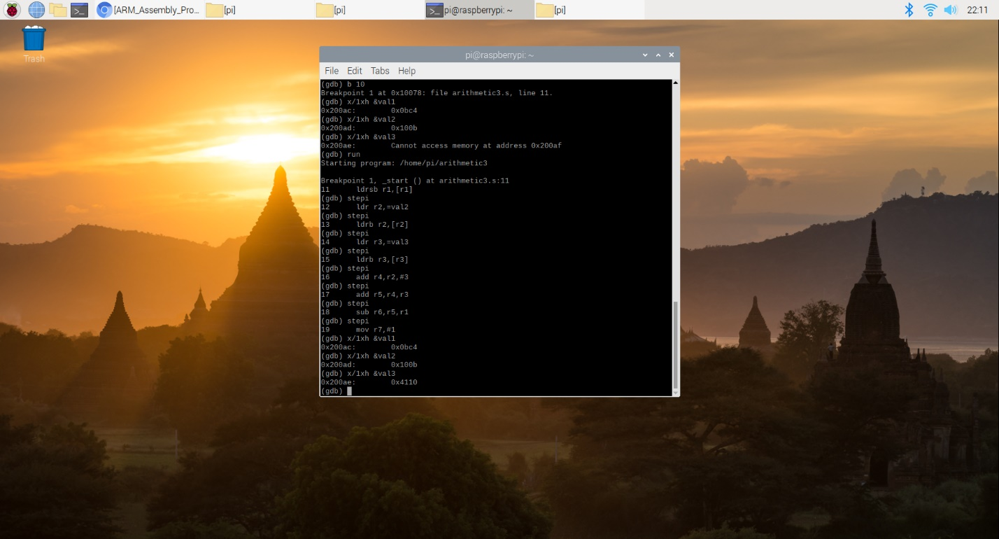 [ARM_Assembly_Pro...
[pi]
[pi]
pi@raspberrypi: ~
[pi]
22:11
Trash
pi@raspberrypi: ~
File Edit Tabs Help
(gdb) b 10
Breakpoint 1 at 0x10078: file arithmetic3.s, line 11.
(gdb) x/1xh &val1
0x200ac: 0x0bc4
(gdb) x/1xh &val2
0x200ad: 0x100b
(gdb) x/1xh &val3
0x200ae: Cannot access memory at address 0x200af
(gdb) run
Starting program: /home/pi/arithmetic3
Breakpoint 1, _start () at arithmetic3.s:11
11 ldrsb r1,[r1]
(gdb) stepi
12 ldr r2,=val2
(gdb) stepi
13 ldrb r2,[r2]
(gdb) stepi
14 ldr r3,=val3
(gdb) stepi
15 ldrb r3,[r3]
(gdb) stepi
16 add r4,r2,#3
(gdb) stepi
17 add r5,r4,r3
(gdb) stepi
18 sub r6,r5,r1
(gdb) stepi
19 mov r7,#1
(gdb) x/1xh &val1
0x200ac: 0x0bc4
(gdb) x/1xh &val2
0x200ad: 0x100b
(gdb) x/1xh &val3
0x200ae: 0x4110
(gdb)